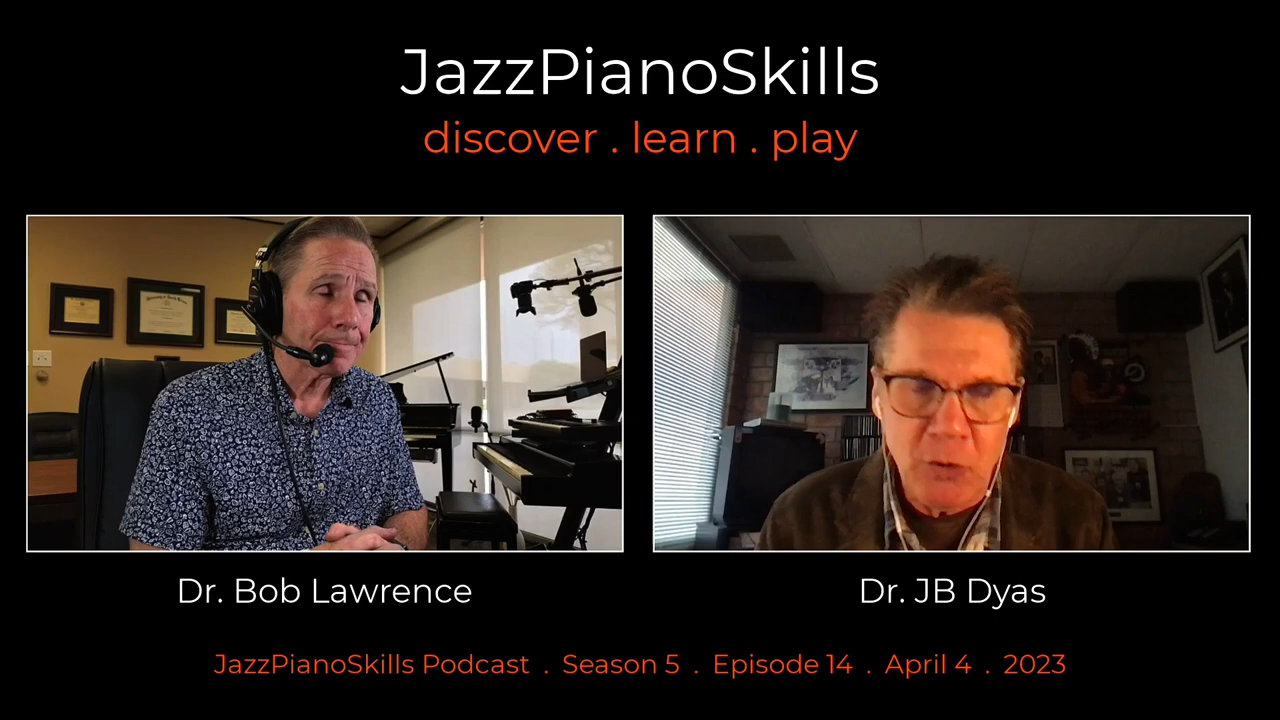 JazzPianoSkills
discover . learn . play
Dr. Bob Lawrence
Dr. JB Dyas
JazzPianoSkills Podcast . Season 5 . Episode 14 . April 4 . 2023